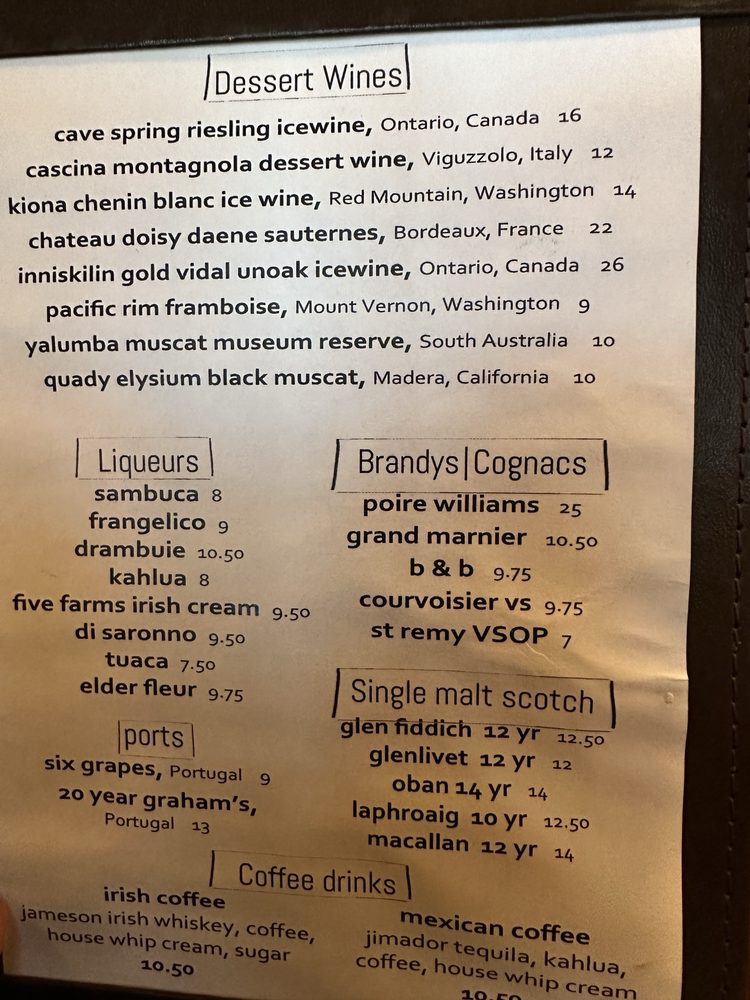 Dessert Wines
cave spring riesling icewine, Ontario, Canada 16
cascina montagnola dessert wine, Viguzzolo, Italy 12
kiona chenin blanc ice wine, Red Mountain, Washington 14
chateau doisy daene sauternes, Bordeaux, France 22
inniskilin gold vidal unoak icewine, Ontario, Canada 26
pacific rim framboise, Mount Vernon, Washington 9
yalumba muscat museum reserve, South Australia 10
quady elysium black muscat, Madera, California 10
Liqueurs
sambuca 8
frangelico 9
drambuie 10.50
kahlua 8
five farms irish cream 9.50
di saronno 9.50
tuaca 7.50
elder fleur 9.75
ports
six grapes, Portugal 9
20 year graham's,
Portugal 13
Brandys|Cognacs
poire williams 25
grand marnier 10.50
b & b 9.75
courvoisier vs 9.75
st remy VSOP 7
Single malt scotch
glen fiddich 12 yr 12.50
glenlivet 12 yr 12
oban 14 yr 14
laphroaig 10 yr 12.50
macallan 12 yr 14
Coffee drinks
irish coffee
jameson irish whiskey, coffee,
house whip cream, sugar
10.50
mexican coffee
jimador tequila, kahlua,
coffee, house whip cream
10.50